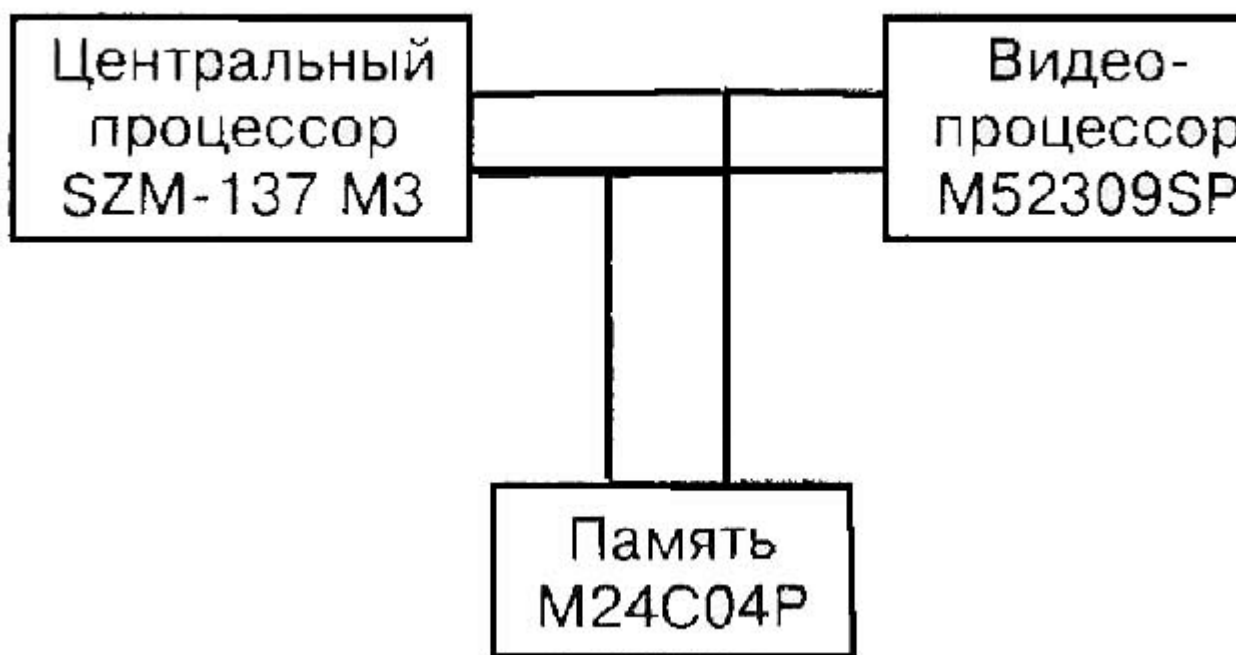 Центральный
процессор
SZM-137 M3
Видео-
процессор
M52309SP
Память
M24C04P